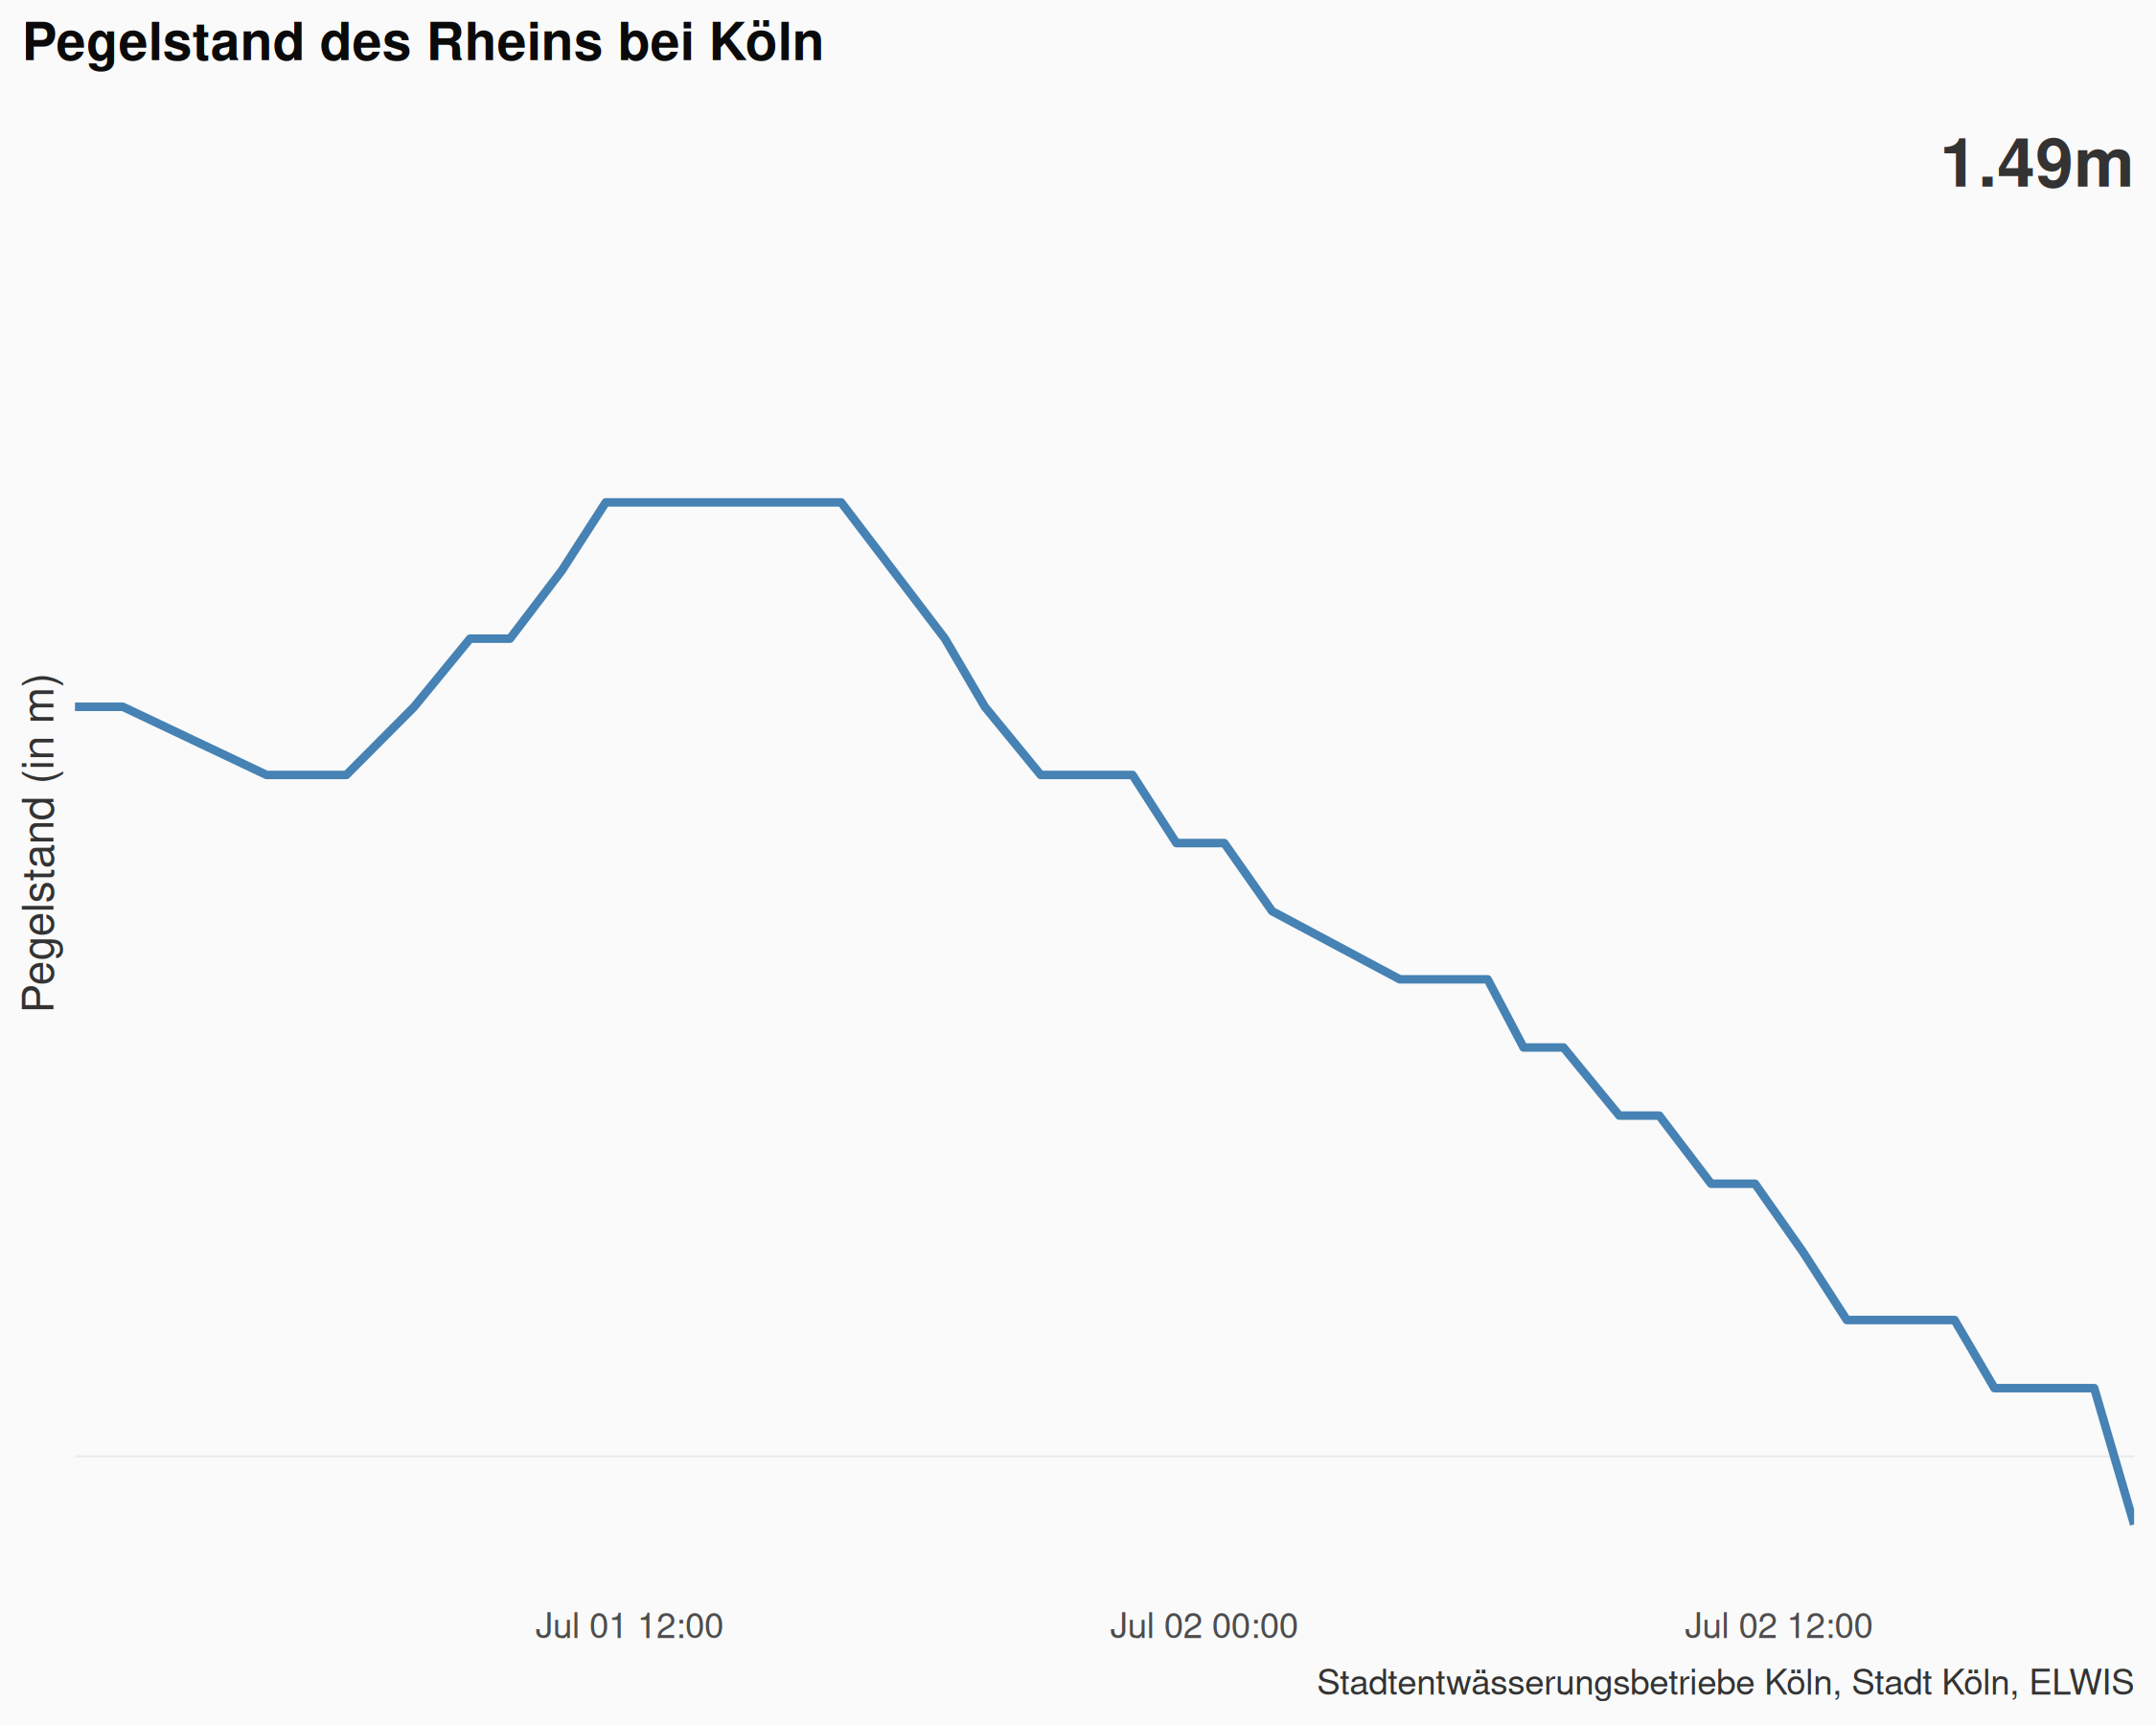 Pegelstand des Rheins bei Köln
1.49m
Pegelstand (in m)
Jul 01 12:00
Jul 02 00:00
Jul 02 12:00
Stadtentwässerungsbetriebe Köln, Stadt Köln, ELWIS